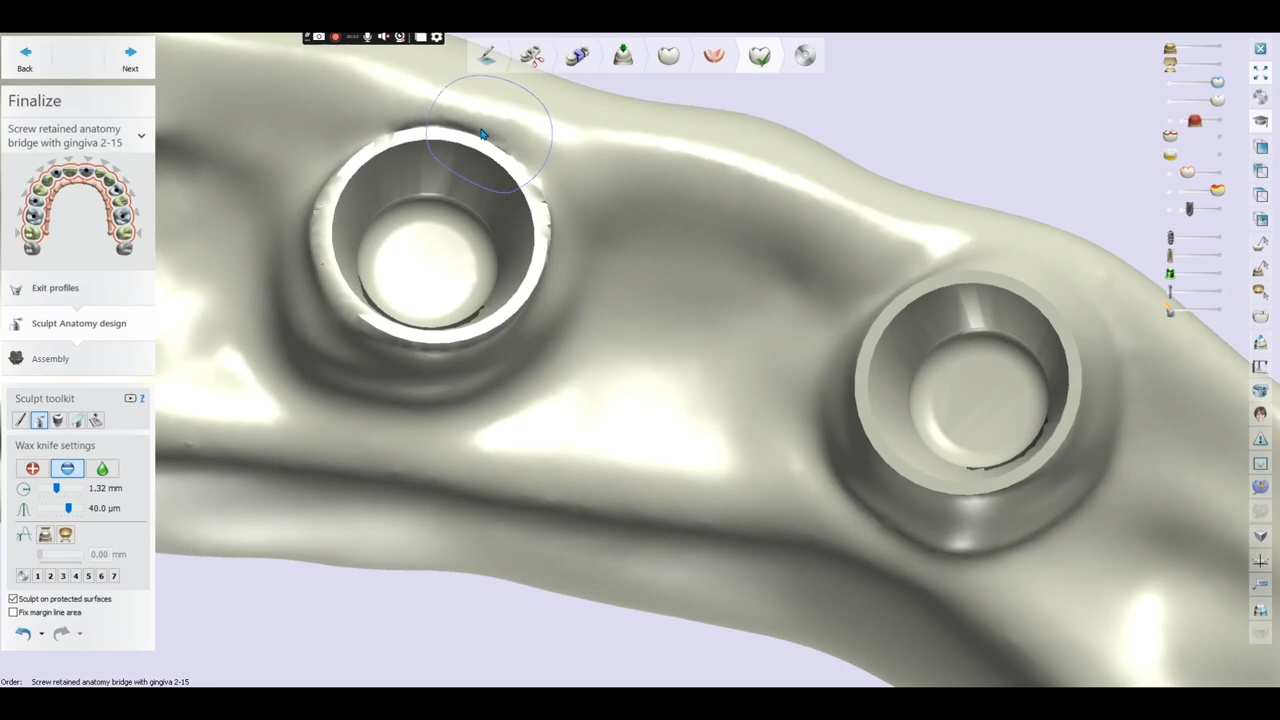 Back
Next
Finalize
Screw retained anatomy
bridge with gingiva 2-15
Exit profiles
Sculpt Anatomy design
Assembly
Sculpt toolkit
?
Wax knife settings
1.32 mm
40.0 µm
0.00 mm
1 2 3 4 5 6 7
Sculpt on protected surfaces
Fix margin line area
Order: Screw retained anatomy bridge with gingiva 2-15